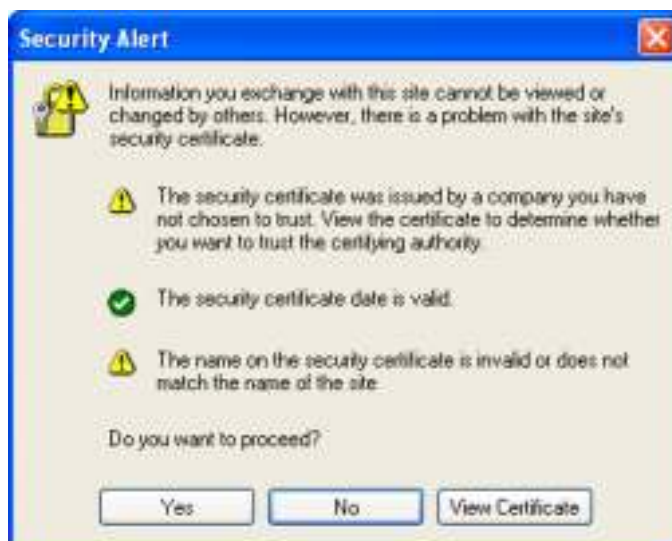 Security Alert
Information you exchange with this site cannot be viewed or
changed by others. However, there is a problem with the site's
security certificate.
The security certificate was issued by a company you have
not chosen to trust. View the certificate to determine whether
you want to trust the certifying authority.
The security certificate date is valid.
The name on the security certificate is invalid or does not
match the name of the site
Do you want to proceed?
Yes No View Certificate